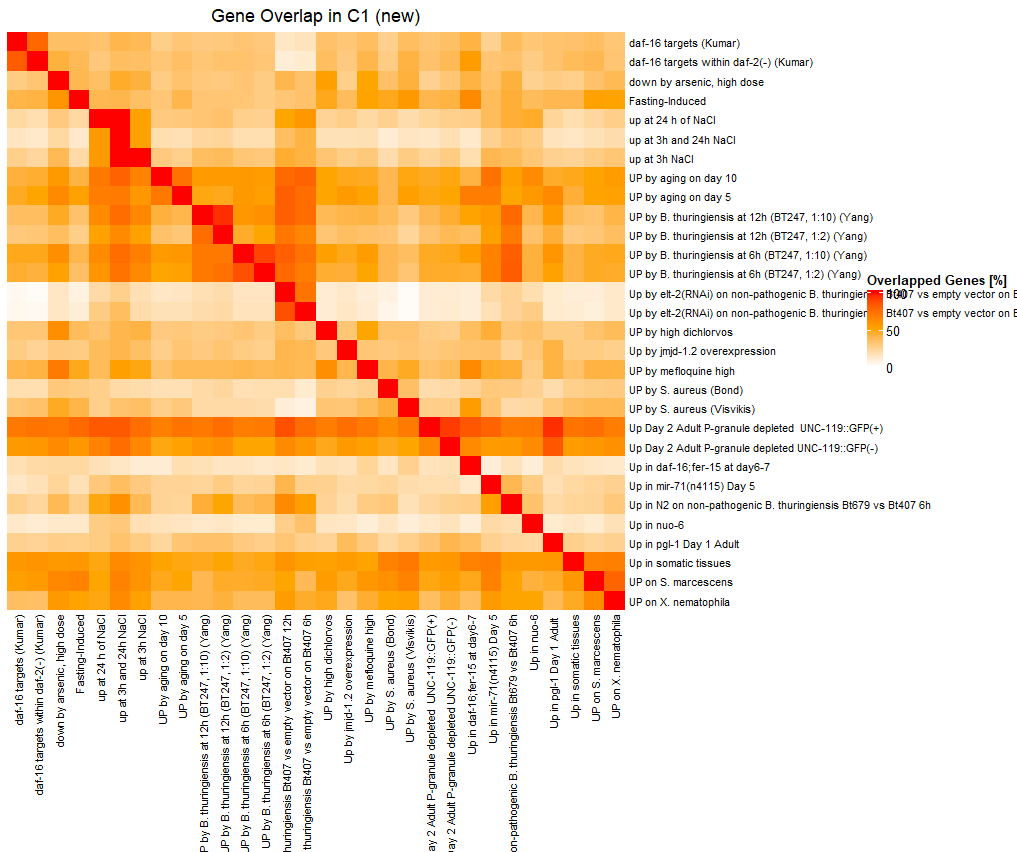 Gene Overlap in C1 (new)
daf-16 targets (Kumar)
daf-16 targets within daf-2(-) (Kumar)
down by arsenic, high dose
Fasting-Induced
up at 24 h of NaCl
up at 3h and 24h NaCl
up at 3h NaCl
UP by aging on day 10
UP by aging on day 5
UP by B. thuringiensis at 12h (BT247, 1:10) (Yang)
UP by B. thuringiensis at 12h (BT247, 1:2) (Yang)
UP by B. thuringiensis at 6h (BT247, 1:10) (Yang)
UP by B. thuringiensis at 6h (BT247, 1:2) (Yang)
Overlapped Genes [%]
Up by elt-2(RNAi) on non-pathogenic B. thuringien Bt407 vs empty vector on B
100
Up by elt-2(RNAi) on non-pathogenic B. thuringien Bt407 vs empty vector on B
UP by high dichlorvos
50
Up by jmjd-1.2 overexpression
UP by mefloquine high
0
UP by S. aureus (Bond)
UP by S. aureus (Visvikis)
Up Day 2 Adult P-granule depleted UNC-119::GFP(+)
Up Day 2 Adult P-granule depleted UNC-119::GFP(-)
Up in daf-16;fer-15 at day6-7
Up in mir-71(n4115) Day 5
Up in N2 on non-pathogenic B. thuringiensis Bt679 vs Bt407 6h
Up in nuo-6
Up in pgl-1 Day 1 Adult
Up in somatic tissues
UP on S. marcescens
UP on X. nematophila
daf-16 targets (Kumar)
daf-16 targets within daf-2(-) (Kumar)
down by arsenic, high dose
Fasting-Induced
up at 24 h of NaCl
up at 3h and 24h NaCl
up at 3h NaCl
UP by aging on day 10
UP by aging on day 5
P by B. thuringiensis at 12h (BT247, 1:10) (Yang)
UP by B. thuringiensis at 12h (BT247, 1:2) (Yang)
UP by B. thuringiensis at 6h (BT247, 1:10) (Yang)
UP by B. thuringiensis at 6h (BT247, 1:2) (Yang)
huringiensis Bt407 vs empty vector on Bt407 12h
thuringiensis Bt407 vs empty vector on Bt407 6h
UP by high dichlorvos
Up by jmjd-1.2 overexpression
UP by mefloquine high
UP by S. aureus (Bond)
UP by S. aureus (Visvikis)
ay 2 Adult P-granule depleted UNC-119::GFP(+)
ay 2 Adult P-granule depleted UNC-119::GFP(-)
Up in daf-16;fer-15 at day6-7
Up in mir-71(n4115) Day 5
on-pathogenic B. thuringiensis Bt679 vs Bt407 6h
Up in nuo-6
Up in pgl-1 Day 1 Adult
Up in somatic tissues
UP on S. marcescens
UP on X. nematophila